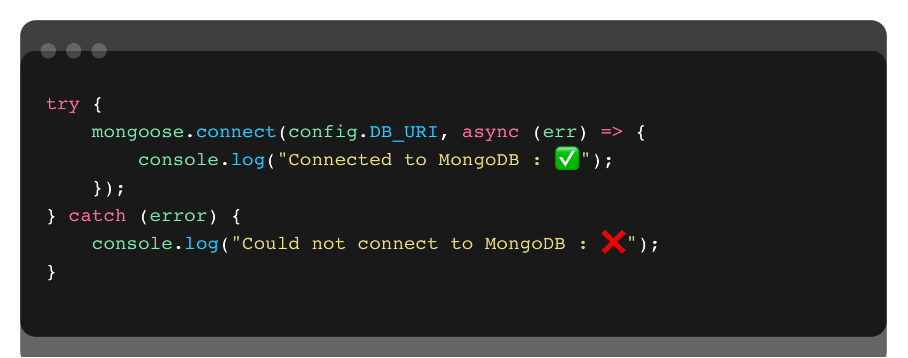 try {
    mongoose.connect(config.DB_URI, async (err) => {
        console.log("Connected to MongoDB : ✅");
    });
} catch (error) {
    console.log("Could not connect to MongoDB : ❌");
}